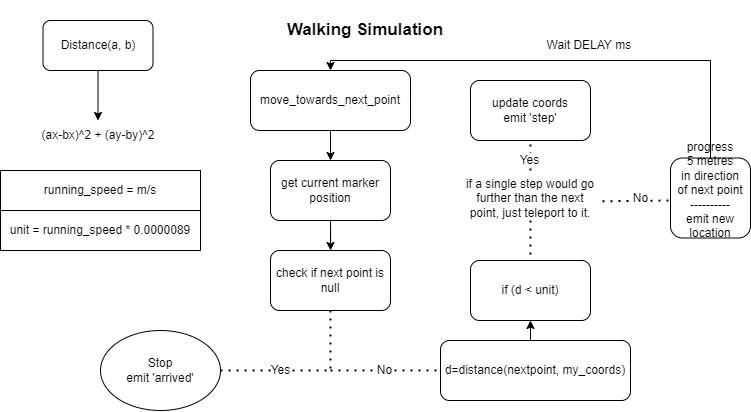 Walking Simulation
Distance(a, b)
(ax-bx)^2 + (ay-by)^2
running_speed = m/s
unit = running_speed * 0.0000089
Wait DELAY ms
move_towards_next_point
get current marker
position
check if next point is
null
Yes
No
Stop
emit 'arrived'
d=distance(nextpoint, my_coords)
if (d < unit)
if a single step would go
further than the next
point, just teleport to it.
Yes
update coords
emit 'step'
No
progress
5 metres
in direction
of next point
----------
emit new
location